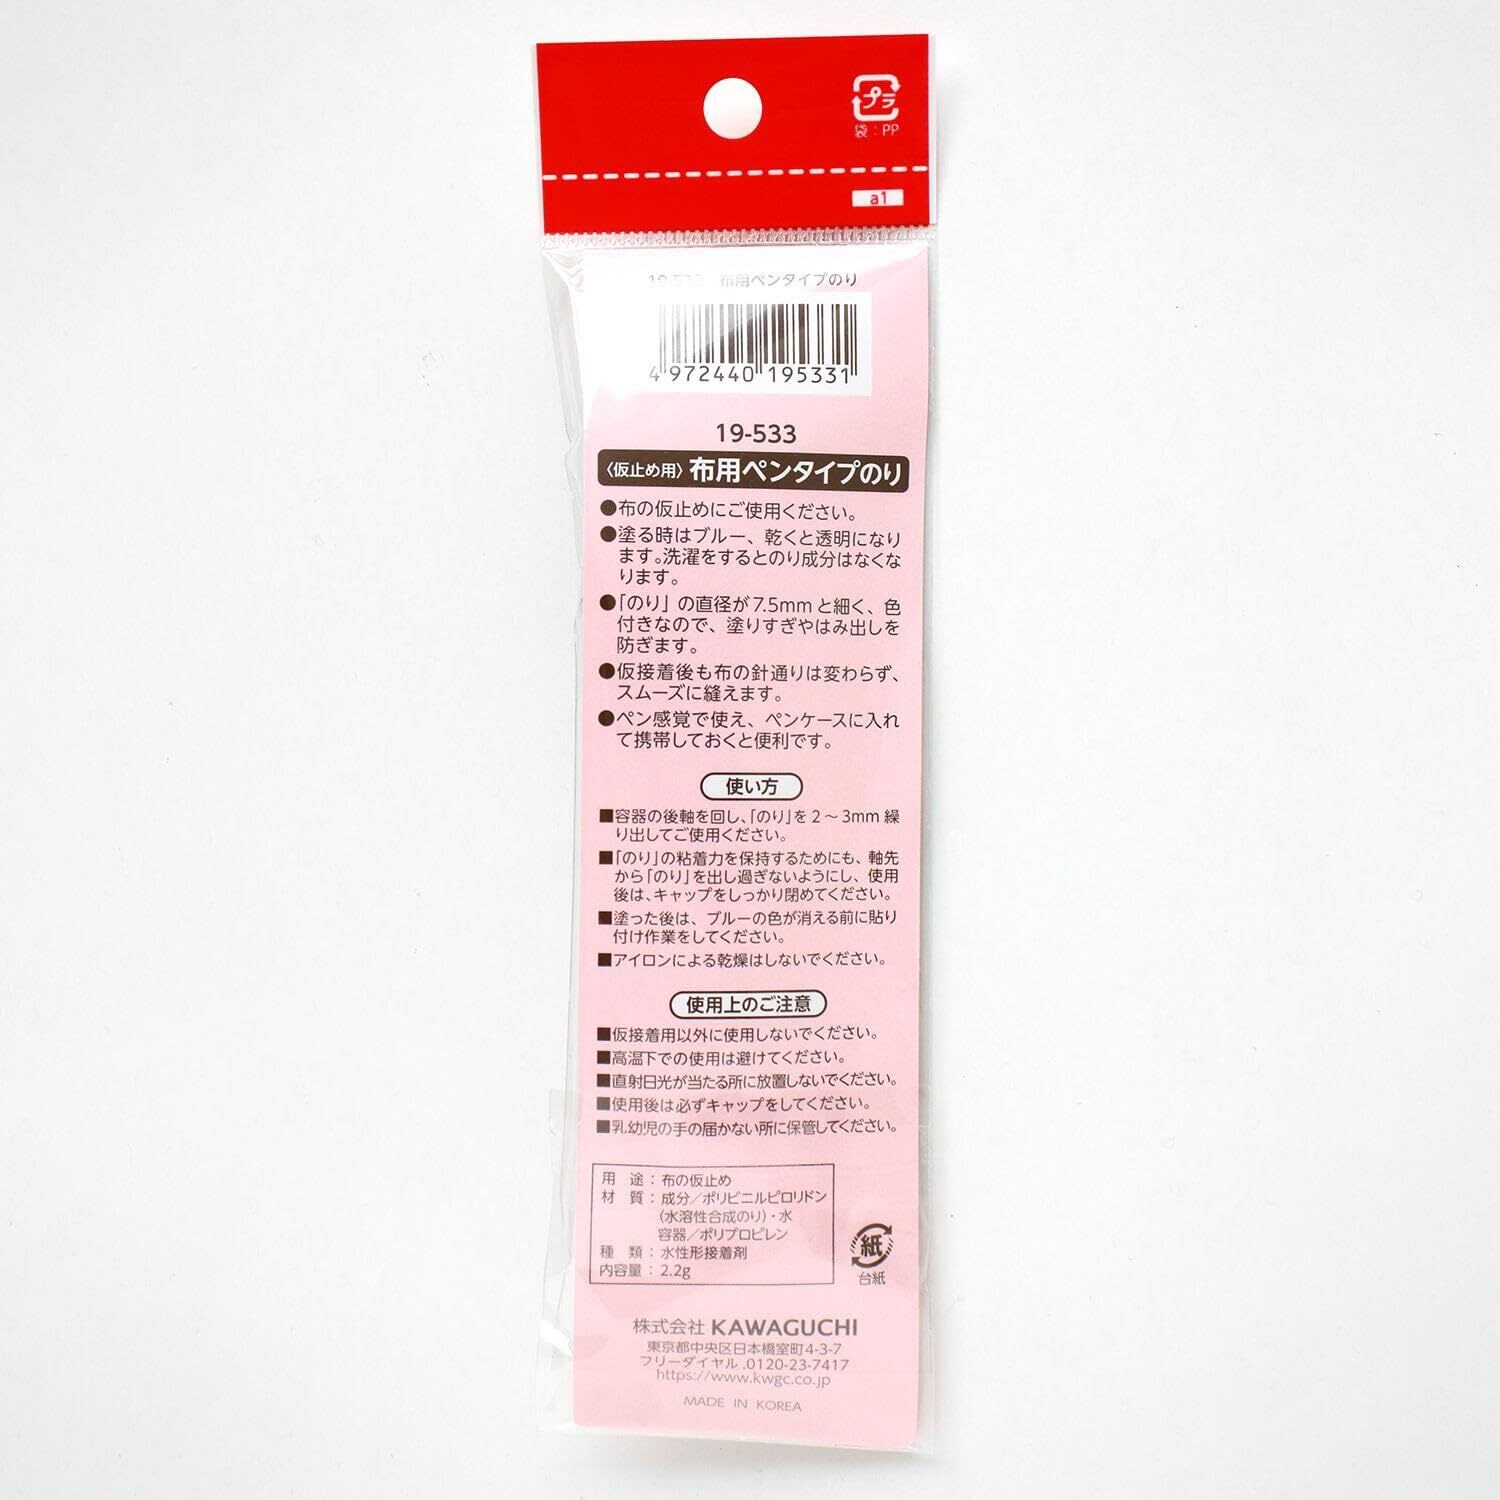 プラ
袋：PP
a1
19-533 布用ペンタイプのり
4 972440 195331
19-533
〈仮止め用〉布用ペンタイプのり
●布の仮止めにご使用ください。
●塗る時はブルー、乾くと透明になり
ます。洗濯をするとのり成分はなくな
ります。
●「のり」の直径が7.5mmと細く、色
付きなので、塗りすぎやはみ出しを
防ぎます。
●仮接着後も布の針通りは変わらず、
スムーズに縫えます。
●ペン感覚で使え、ペンケースに入れ
て携帯しておくと便利です。
使い方
■容器の後軸を回し、「のり」を2～3mm繰
り出してご使用ください。
■「のり」の粘着力を保持するためにも、軸先
から「のり」を出し過ぎないようにし、使用
後は、キャップをしっかり閉めてください。
■塗った後は、ブルーの色が消える前に貼り
付け作業をしてください。
■アイロンによる乾燥はしないでください。
使用上のご注意
■仮接着用以外に使用しないでください。
■高温下での使用は避けてください。
■直射日光が当たる所に放置しないでください。
■使用後は必ずキャップをしてください。
■乳幼児の手の届かない所に保管してください。
用　途：布の仮止め
材　質：成分／ポリビニルピロリドン
（水溶性合成のり）・水
容器／ポリプロピレン
種　類：水性形接着剤
内容量：2.2g
紙
台紙
株式会社 KAWAGUCHI
東京都中央区日本橋室町4-3-7
フリーダイヤル.0120-23-7417
https://www.kwgc.co.jp
MADE IN KOREA